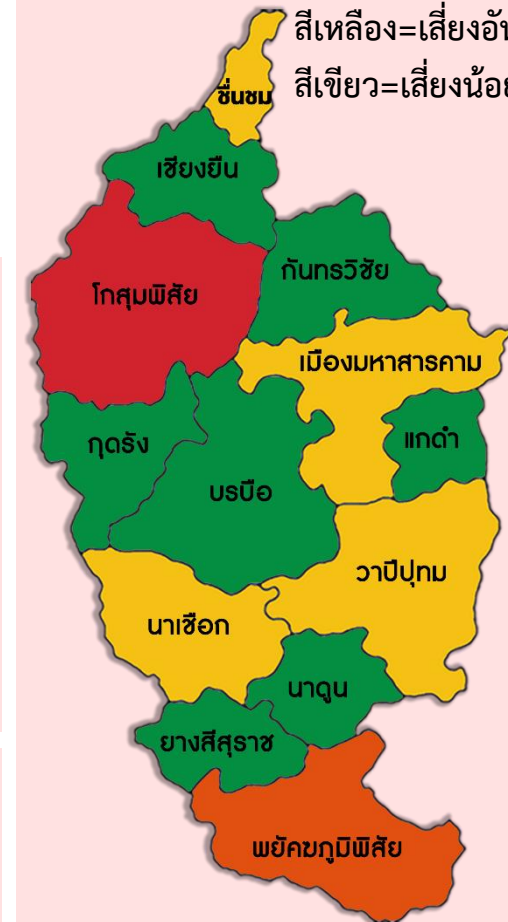 สีเหลือง=เสี่ยง
สีเขียว=เสี่ยงน้อย
ชื่นชม
เชียงยืน
กันทรวิชัย
โกสุมพิสัย
เมืองมหาสารคาม
กุดรัง
แกดำ
บรบือ
วาปีปทุม
นาเชือก
นาดูน
ยางสีสุราช
พยัคฆภูมิพิสัย